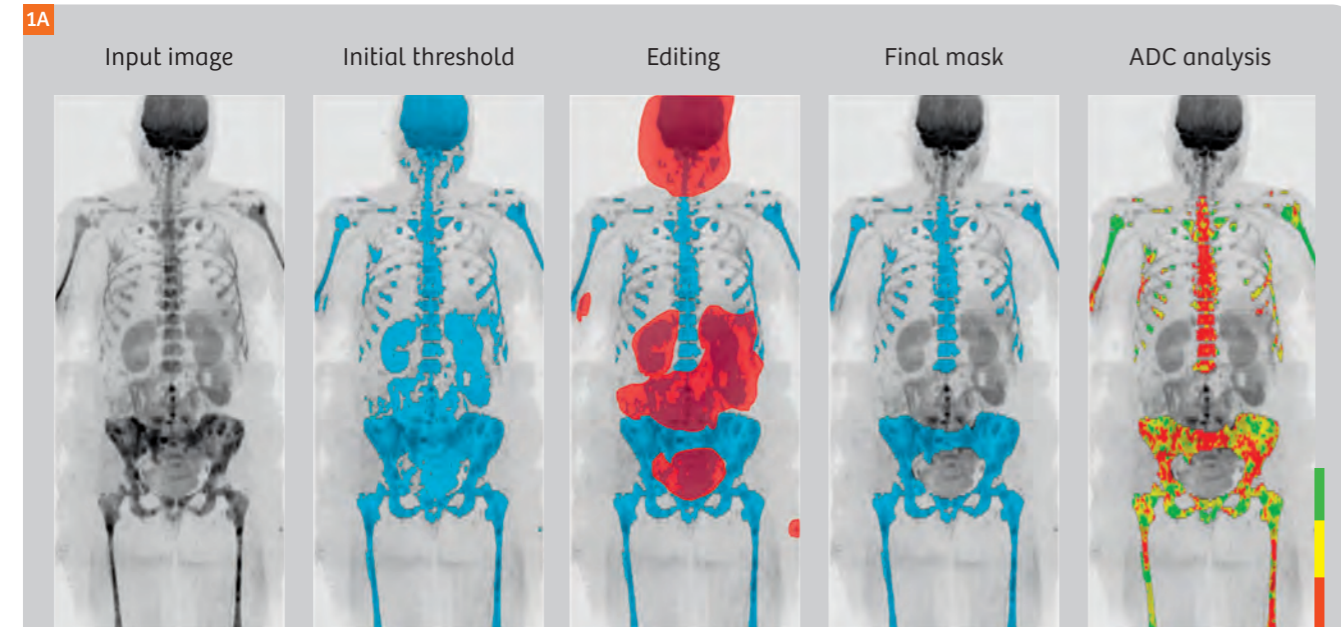 1A
Input image
Initial threshold
Editing
Final mask
ADC analysis